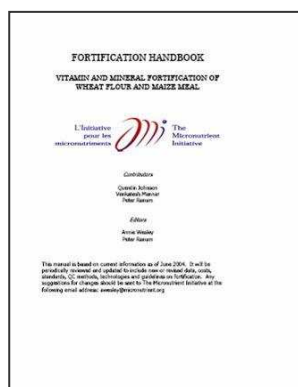 FORTIFICATION HANDBOOK
VITAMIN AND MINERAL FORTIFICATION OF
WHEAT FLOUR AND MAIZE MEAL
L'Initiative
pour les
micronutriments
The
Micronutrient
Initiative
Contributors
Quentin Johnson
Venkatesh Mannar
Peter Ranum
Editors
Annie Wesley
Peter Ranum
This manual is based on current information as of June 2004. It will be
periodically reviewed and updated to include new or revised data, costs,
standards, QC methods, technologies and guidelines on fortification. Any
suggestions for changes should be sent to The Micronutrient Initiative at the
following email address: awesley@micronutrient.org